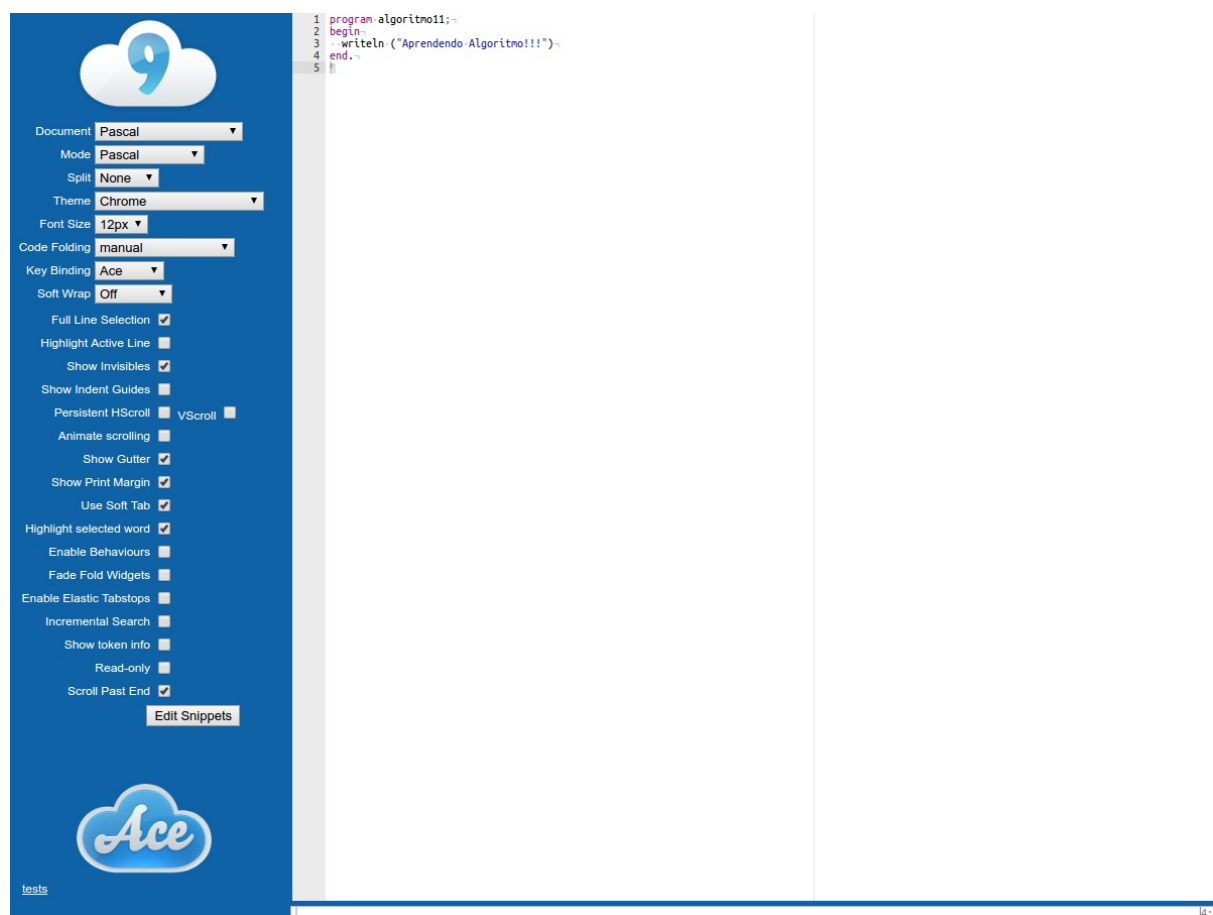 9
Document Pascal
Mode Pascal
Split None
Theme Chrome
Font Size 12px
Code Folding manual
Key Binding Ace
Soft Wrap Off
Full Line Selection
Highlight Active Line
Show Invisibles
Show Indent Guides
Persistent HScroll VScroll
Animate scrolling
Show Gutter
Show Print Margin
Use Soft Tab
Highlight selected word
Enable Behaviours
Fade Fold Widgets
Enable Elastic Tabstops
Incremental Search
Show token info
Read-only
Scroll Past End
Edit Snippets
Ace
tests
1 program·algoritmo11;¬
2 begin¬
3 ··writeln·("Aprendendo·Algoritmo!!!")¬
4 end.¬
5 ¶